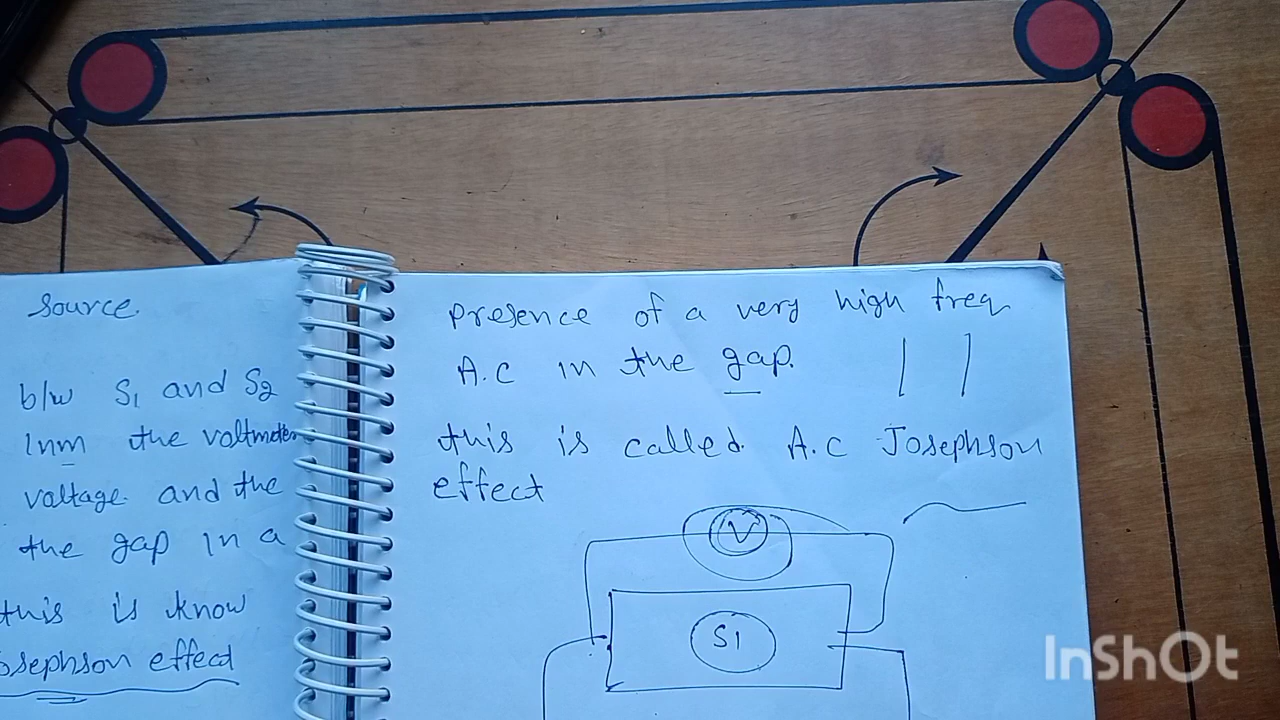 source.
b/w S1 and S2
1nm the voltmeter
voltage and the
the gap in a
this is know
osephson effect
presence of a very high freq
A.C in the gap.
this is called A.C Josephson
effect
V
S1
InShOt